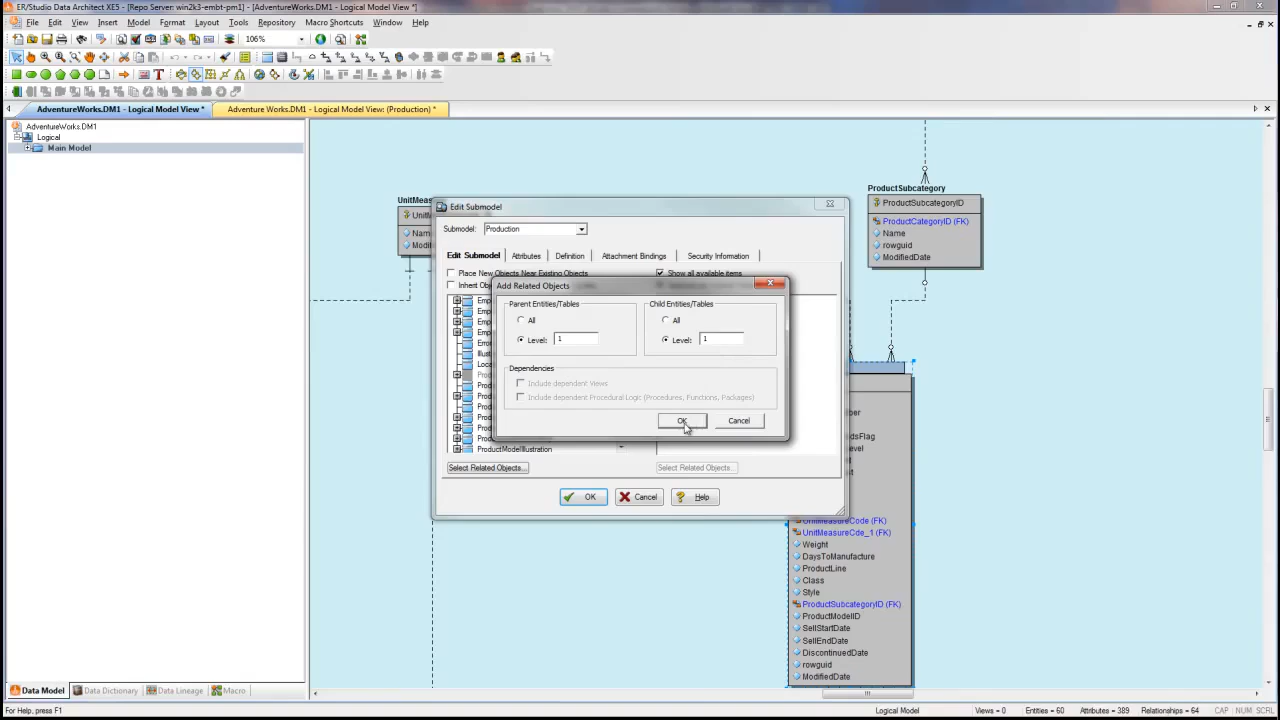 ER/Studio Data Architect XE5 - [Repo Server: win2k3-embt-pm1] - [AdventureWorks.DM1 - Logical Model View *]
File Edit View Insert Model Format Layout Tools Repository Macro Shortcuts Window Help
106%
AdventureWorks.DM1 - Logical Model View * Adventure Works.DM1 - Logical Model View: (Production) *
AdventureWorks.DM1
Logical
Main Model
ProductSubcategory
ProductSubcategoryID
ProductCategoryID (FK)
Name
rowguid
ModifiedDate
Edit Submodel
Submodel: Production
Edit Submodel Attributes Definition Attachment Bindings Security Information
Place New Objects Near Existing Objects Show all available items
Add Related Objects
Parent Entities/Tables Child Entities/Tables
All All
Level: 1 Level: 1
Dependencies
Include dependent Views
Include dependent Procedural Logic (Procedures, Functions, Packages)
OK Cancel
ProductModelIllustration
Select Related Objects... Select Related Objects...
OK Cancel Help
UnitMeasureCode (FK)
UnitMeasureCde_1 (FK)
Weight
DaysToManufacture
ProductLine
Class
Style
ProductSubcategoryID (FK)
ProductModelID
SellStartDate
SellEndDate
DiscontinuedDate
rowguid
ModifiedDate
Data Model Data Dictionary Data Lineage Macro
For Help, press F1 Logical Model Views = 0 Entities = 60 Attributes = 389 Relationships = 64 CAP NUM SCRL